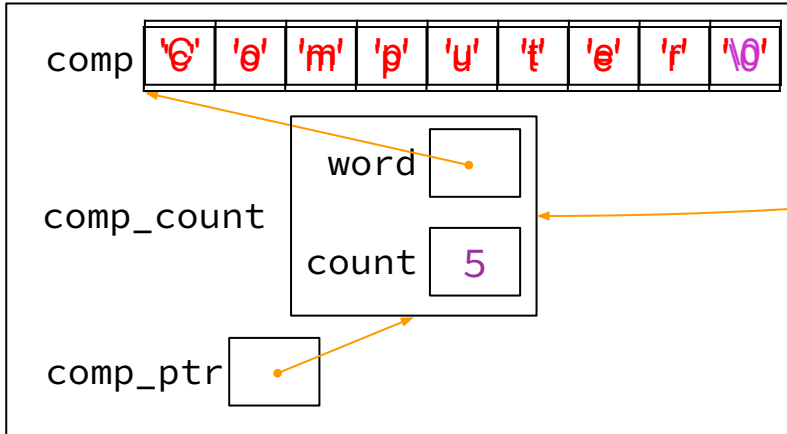 comp 'C' 'o' 'm' 'p' 'u' 't' 'e' 'r' '\0'
word
comp_count
count 5
comp_ptr